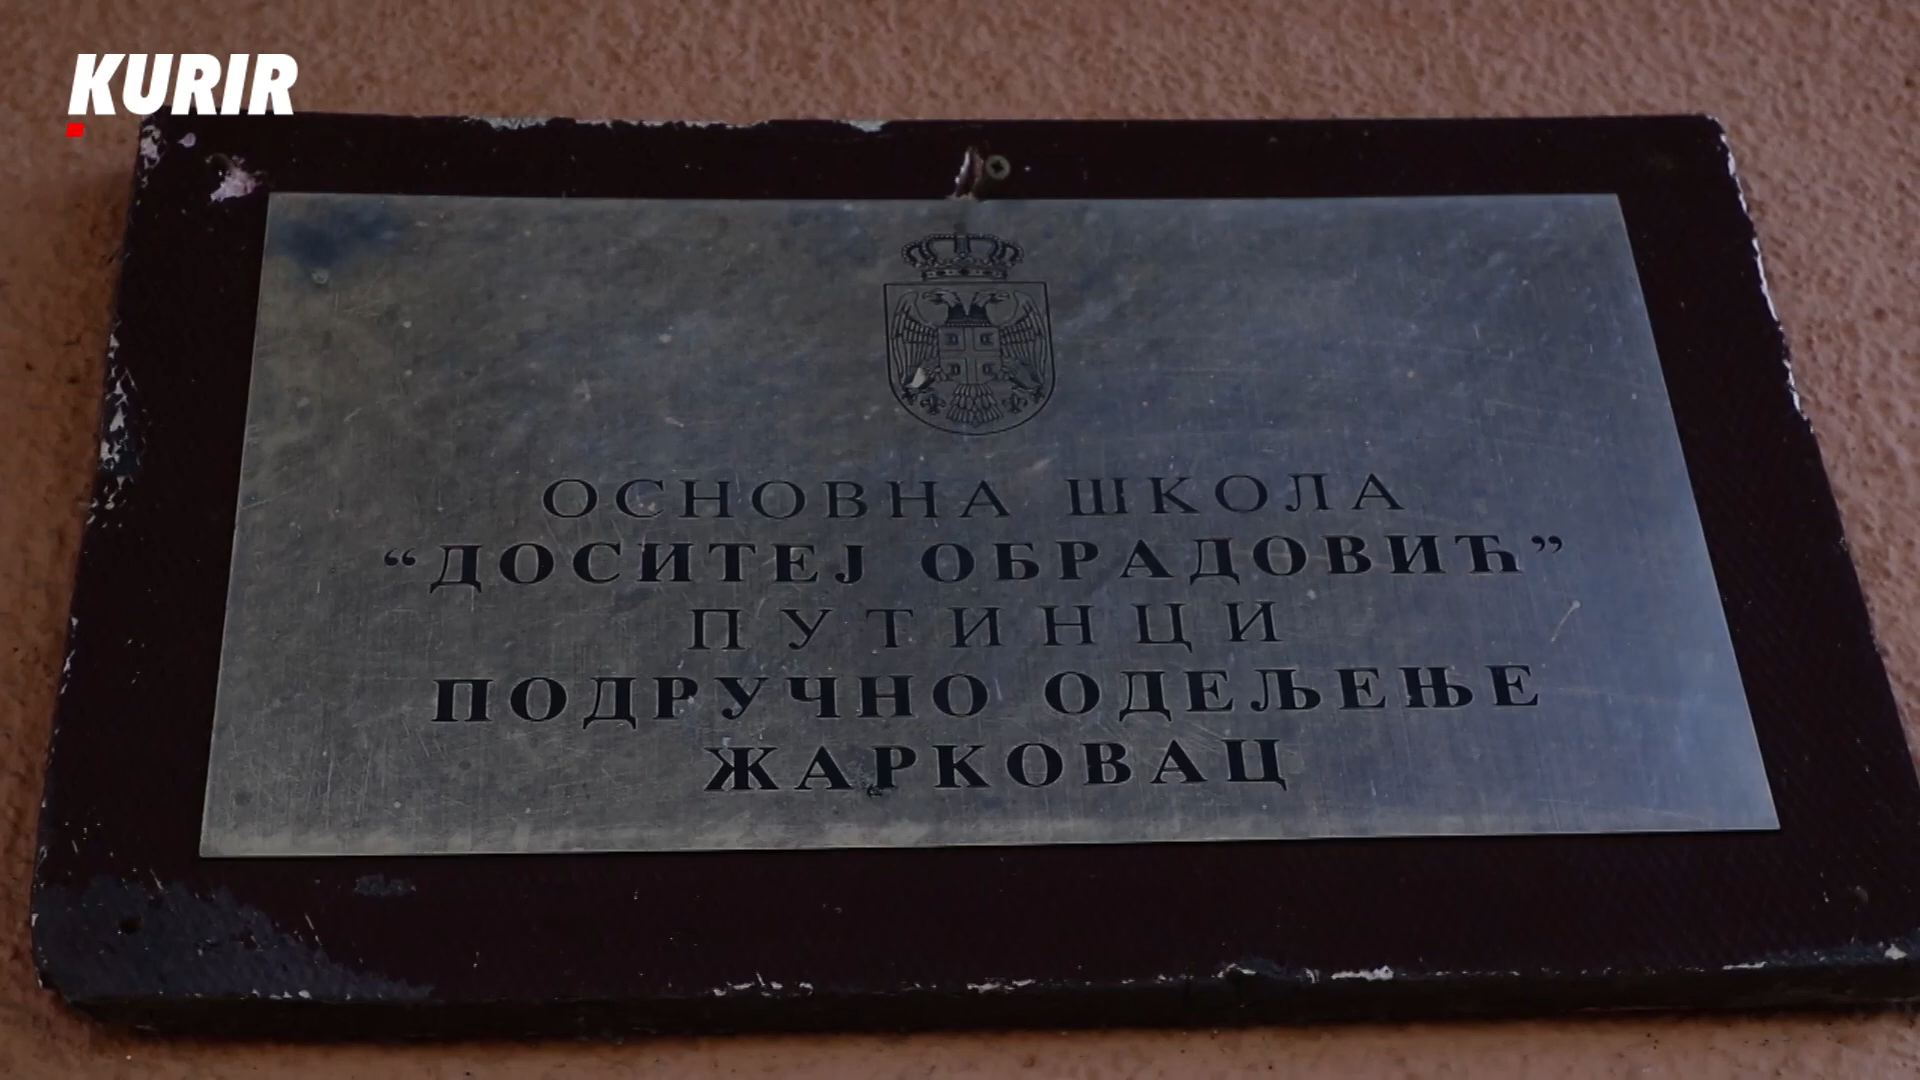 KURIR
ОСНОВНА ШКОЛА
“ДОСИТЕЈ ОБРАДОВИЋ”
ПУТИНЦИ
ПОДРУЧНО ОДЕЉЕЊЕ
ЖАРКОВАЦ